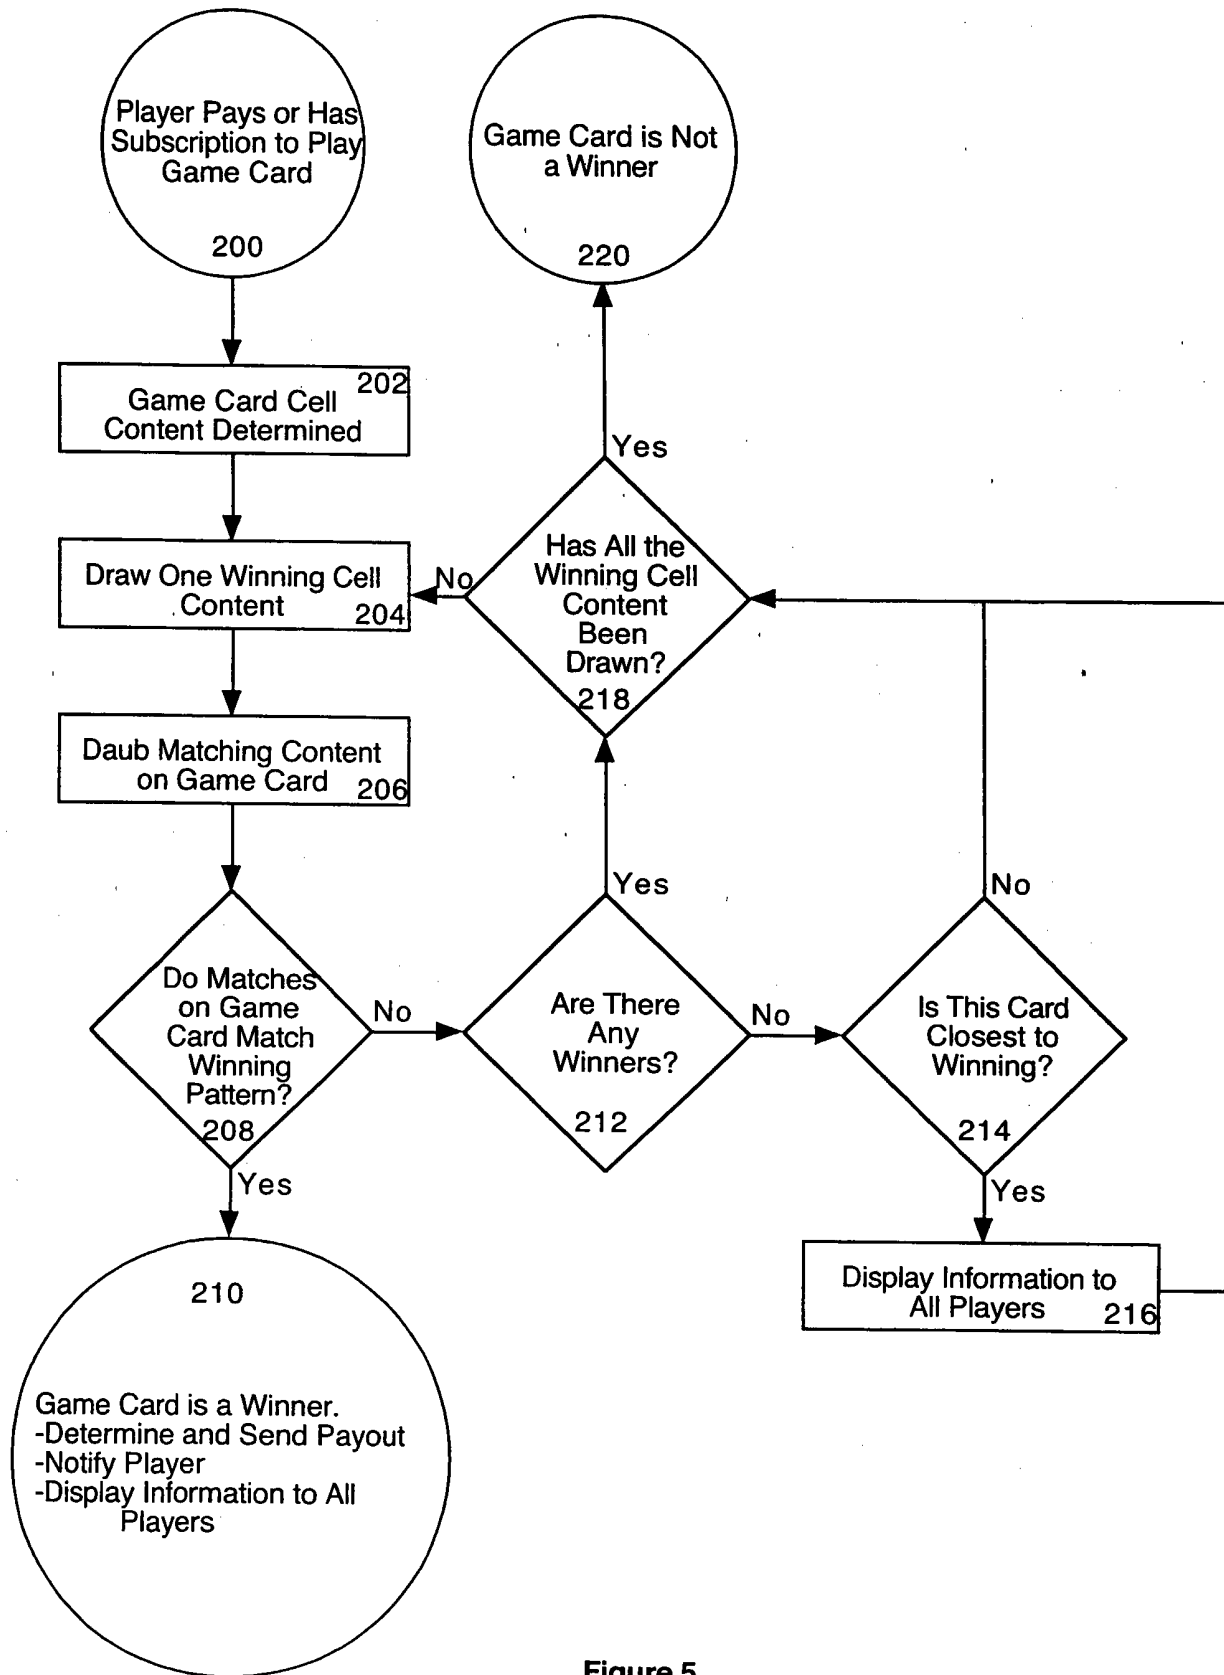 Player Pays or Has
Subscription to Play
Game Card
200
Game Card is Not
a Winner
220
202
Game Card Cell
Content Determined
Yes
Draw One Winning Cell
Content
204
No
Has All the
Winning Cell
Content
Been
Drawn?
218
Daub Matching Content
on Game Card
206
Yes
No
Do Matches
on Game
Card Match
Winning
Pattern?
208
No
Are There
Any
Winners?
212
No
Is This Card
Closest to
Winning?
214
Yes
Yes
Display Information to
All Players
216
210
Game Card is a Winner.
-Determine and Send Payout
-Notify Player
-Display Information to All
Players
Figure 5